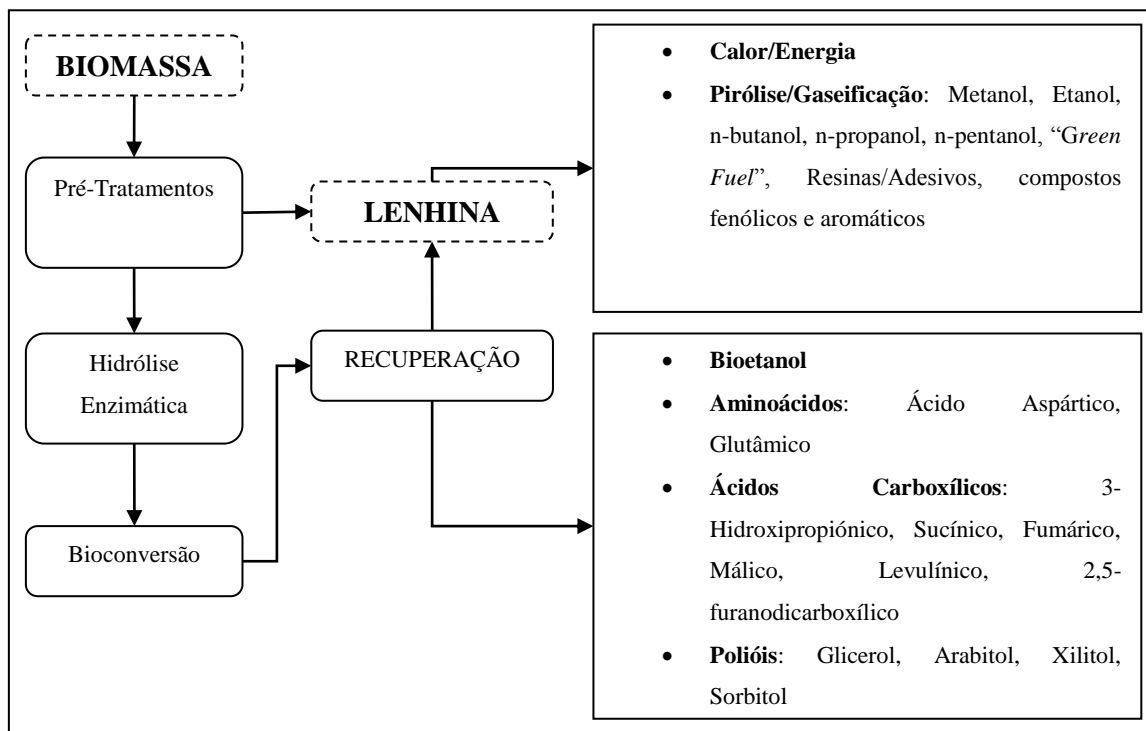 BIOMASSA
Pré-Tratamentos
Hidrólise
Enzimática
Bioconversão
LENHINA
RECUPERAÇÃO
• Calor/Energia
• Pirólise/Gaseificação: Metanol, Etanol,
n-butanol, n-propanol, n-pentanol, “Green
Fuel”, Resinas/Adesivos, compostos
fenólicos e aromáticos
• Bioetanol
• Aminoácidos: Ácido Aspártico,
Glutâmico
• Ácidos Carboxílicos: 3-
Hidroxipropiónico, Sucínico, Fumárico,
Málico, Levulínico, 2,5-
furanodicarboxílico
• Polióis: Glicerol, Arabitol, Xilitol,
Sorbitol